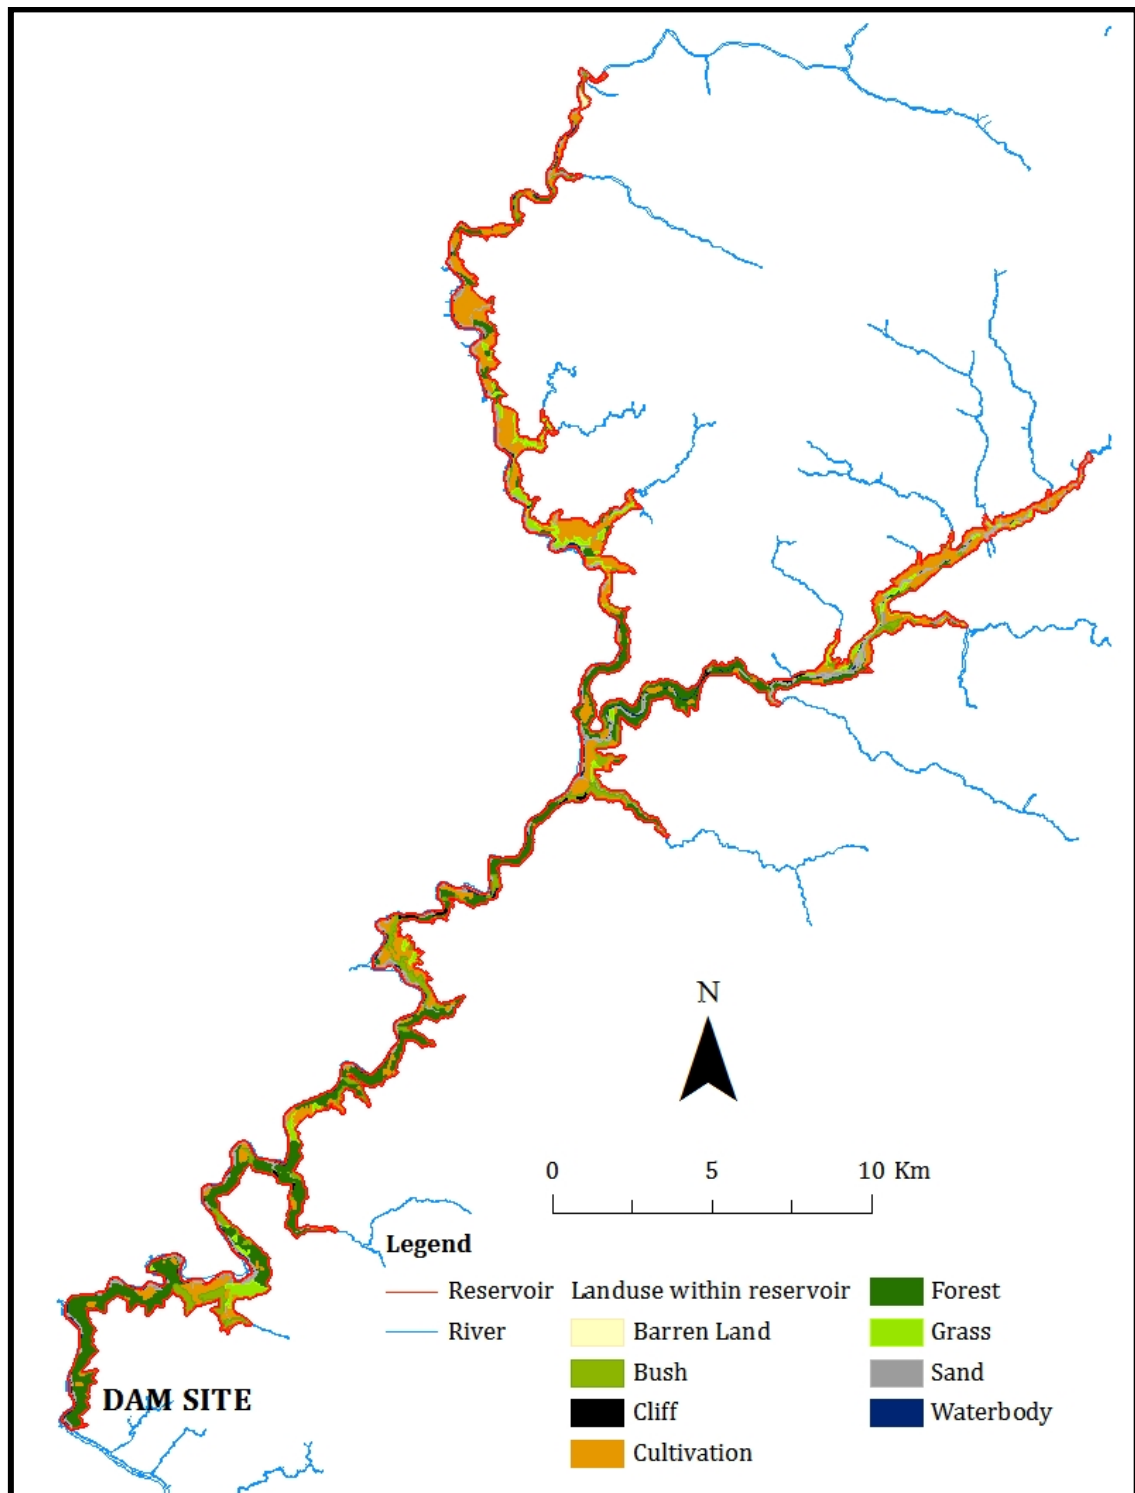 N
0 5 10 Km
Legend
Reservoir Landuse within reservoir Forest
River Barren Land Grass
Bush Sand
DAM SITE
Cliff Waterbody
Cultivation